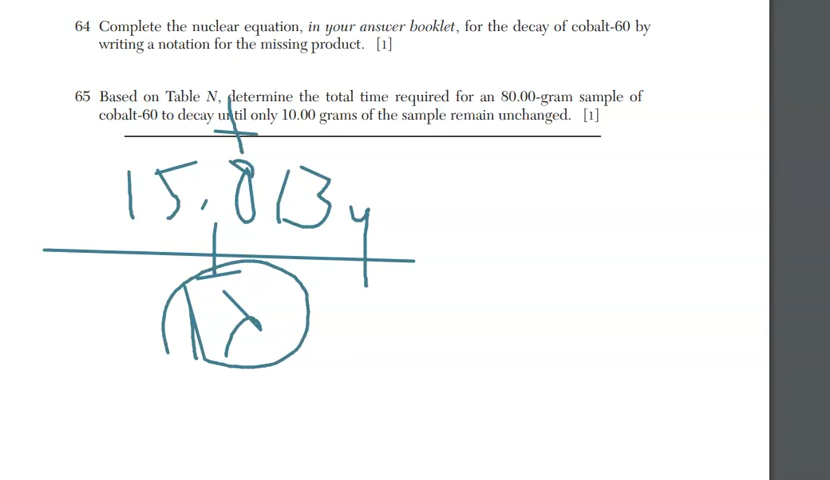 64 Complete the nuclear equation, in your answer booklet, for the decay of cobalt-60 by
writing a notation for the missing product. [1]
65 Based on Table N, determine the total time required for an 80.00-gram sample of
cobalt-60 to decay until only 10.00 grams of the sample remain unchanged. [1]
15.813y